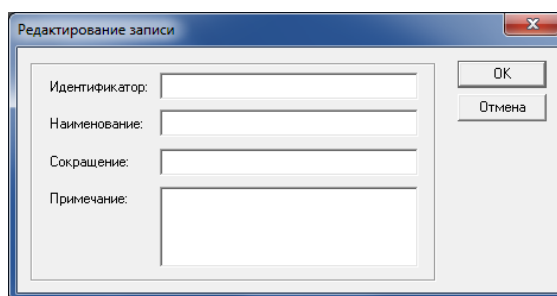 Редактирование записи
Идентификатор:
Наименование:
Сокращение:
Примечание:
OK
Отмена